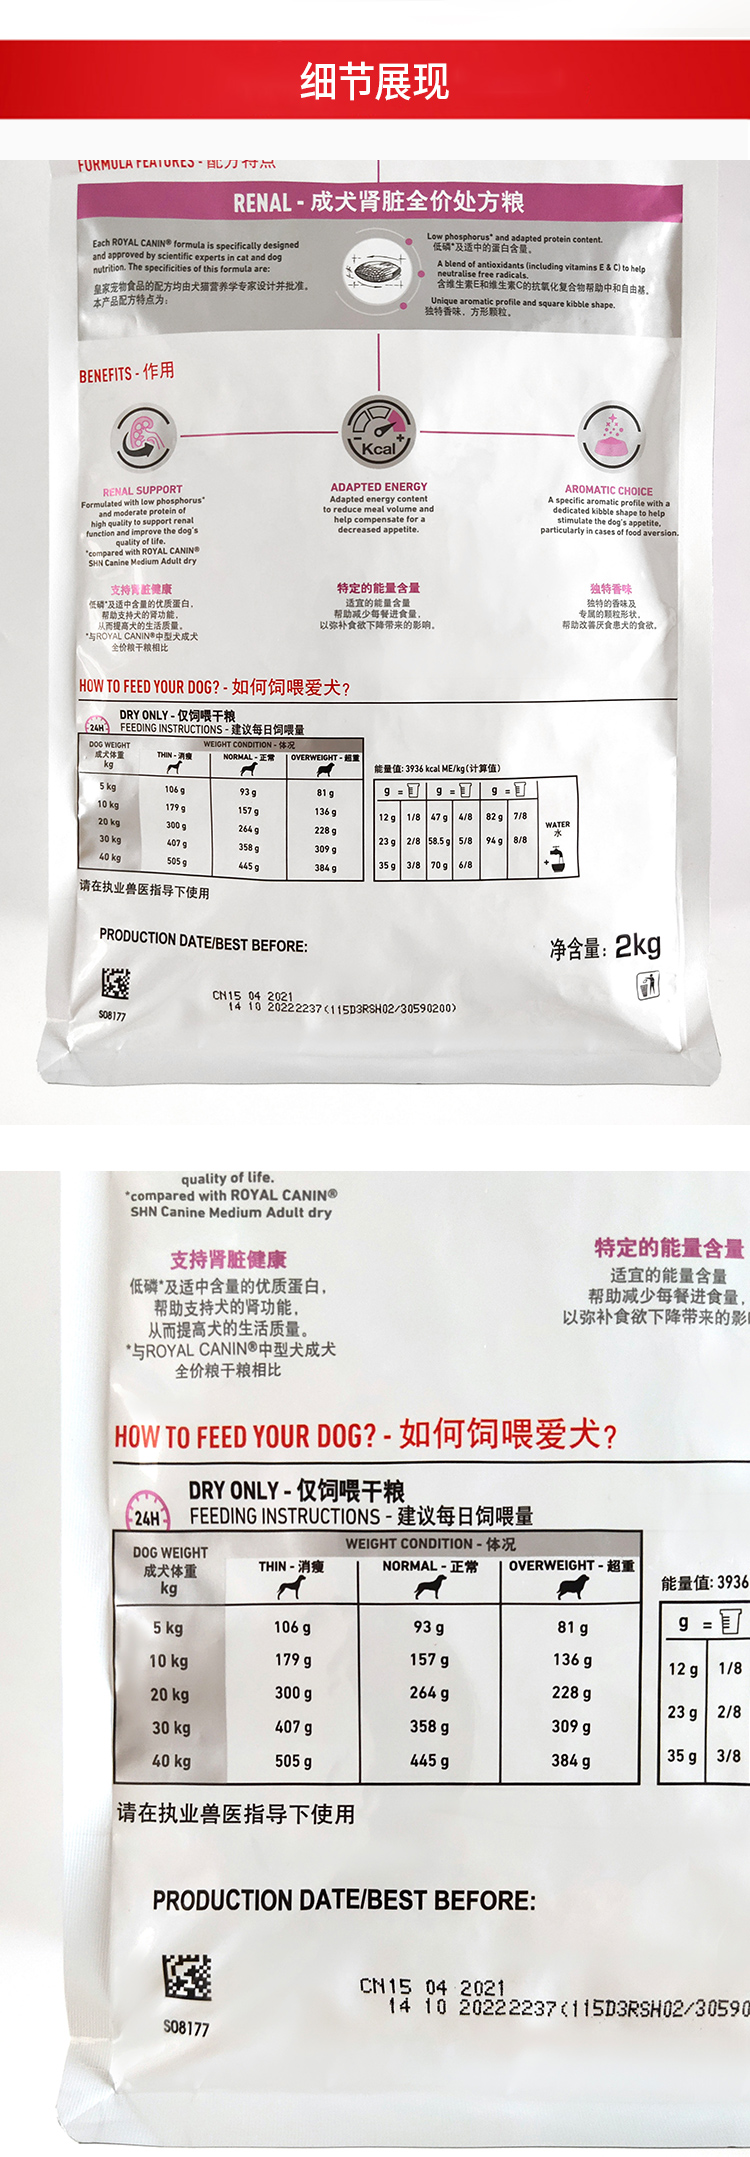 细节展现
FORMULA FEATURES - 配方特点
RENAL - 成犬肾脏全价处方粮
Each ROYAL CANIN® formula is specifically designed
and approved by scientific experts in cat and dog
nutrition. The specificities of this formula are:
皇家宠物食品的配方均由犬猫营养学专家设计并批准。
本产品配方特点为:
Low phosphorus* and adapted protein content.
低磷*及适中的蛋白含量。
A blend of antioxidants (including vitamins E & C) to help
neutralise free radicals.
含维生素E和维生素C的抗氧化复合物帮助中和自由基。
Unique aromatic profile and square kibble shape.
独特香味，方形颗粒。
BENEFITS - 作用
Kcal
RENAL SUPPORT
Formulated with low phosphorus*
and moderate protein of
high quality to support renal
function and improve the dog's
quality of life.
*compared with ROYAL CANIN®
SHN Canine Medium Adult dry
支持肾脏健康
低磷*及适中含量的优质蛋白，
帮助支持犬的肾功能，
从而提高犬的生活质量。
*与ROYAL CANIN®中型犬成犬
全价粮干粮相比
ADAPTED ENERGY
Adapted energy content
to reduce meal volume and
help compensate for a
decreased appetite.
特定的能量含量
适宜的能量含量
帮助减少每餐进食量，
以弥补食欲下降带来的影响。
AROMATIC CHOICE
A specific aromatic profile with a
dedicated kibble shape to help
stimulate the dog's appetite,
particularly in cases of food aversion.
独特香味
独特的香味及
专属的颗粒形状，
帮助改善厌食患犬的食欲。
HOW TO FEED YOUR DOG? - 如何饲喂爱犬?
24H
DRY ONLY - 仅饲喂干粮
FEEDING INSTRUCTIONS - 建议每日饲喂量
DOG WEIGHT
成犬体重
kg
WEIGHT CONDITION - 体况
THIN - 消瘦 NORMAL - 正常 OVERWEIGHT - 超重
5 kg 106 g 93 g 81 g
10 kg 179 g 157 g 136 g
20 kg 300 g 264 g 228 g
30 kg 407 g 358 g 309 g
40 kg 505 g 445 g 384 g
能量值: 3936 kcal ME/kg(计算值)
g = g = g =
12 g 1/8 47 g 4/8 82 g 7/8
23 g 2/8 58.5 g 5/8 94 g 8/8
35 g 3/8 70 g 6/8
WATER
水
+
请在执业兽医指导下使用
PRODUCTION DATE/BEST BEFORE:
净含量: 2kg
S08177
CN15 04 2021
14 10 20222237(115D3RSH02/30590200)
quality of life.
*compared with ROYAL CANIN®
SHN Canine Medium Adult dry
支持肾脏健康
低磷*及适中含量的优质蛋白，
帮助支持犬的肾功能，
从而提高犬的生活质量。
*与ROYAL CANIN®中型犬成犬
全价粮干粮相比
特定的能量含量
适宜的能量含量
帮助减少每餐进食量，
以弥补食欲下降带来的影
HOW TO FEED YOUR DOG? - 如何饲喂爱犬?
24H
DRY ONLY - 仅饲喂干粮
FEEDING INSTRUCTIONS - 建议每日饲喂量
DOG WEIGHT
成犬体重
kg
WEIGHT CONDITION - 体况
THIN - 消瘦 NORMAL - 正常 OVERWEIGHT - 超重
5 kg 106 g 93 g 81 g
10 kg 179 g 157 g 136 g
20 kg 300 g 264 g 228 g
30 kg 407 g 358 g 309 g
40 kg 505 g 445 g 384 g
能量值: 3936
g =
12 g 1/8
23 g 2/8
35 g 3/8
请在执业兽医指导下使用
PRODUCTION DATE/BEST BEFORE:
S08177
CN15 04 2021
14 10 20222237(115D3RSH02/30590